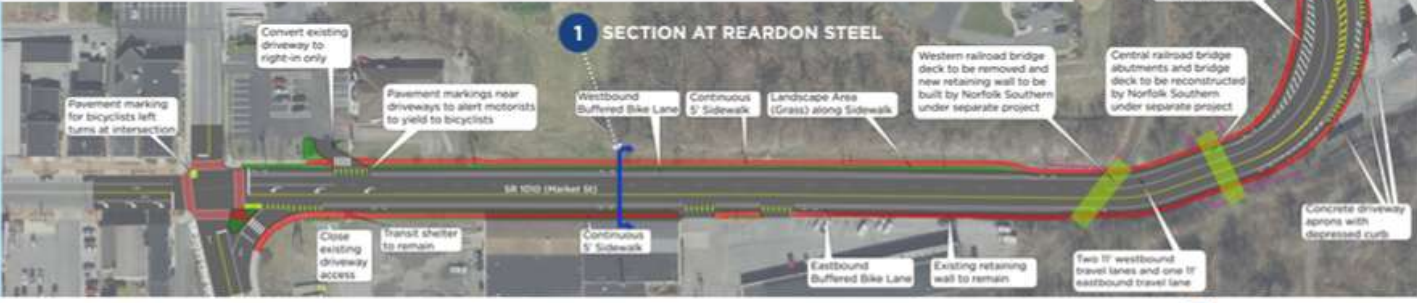 1 SECTION AT REARDON STEEL
Convert existing
driveway to
right-in only
Pavement marking
for bicyclists left
turns at intersection
Pavement markings near
driveways to alert motorists
to yield to bicyclists
Westbound
Buffered Bike Lane
Continuous
5' Sidewalk
Landscape Area
(Grass) along Sidewalk
Western railroad bridge
deck to be removed and
new retaining wall to be
built by Norfolk Southern
under separate project
Central railroad bridge
abutments and bridge
deck to be reconstructed
by Norfolk Southern
under separate project
SR 1010 (Market St)
Close
existing
driveway
access
Transit shelter
to remain
Continuous
5' Sidewalk
Eastbound
Buffered Bike Lane
Existing retaining
wall to remain
Two 11' westbound
travel lanes and one 11'
eastbound travel lane
Concrete driveway
aprons with
depressed curb